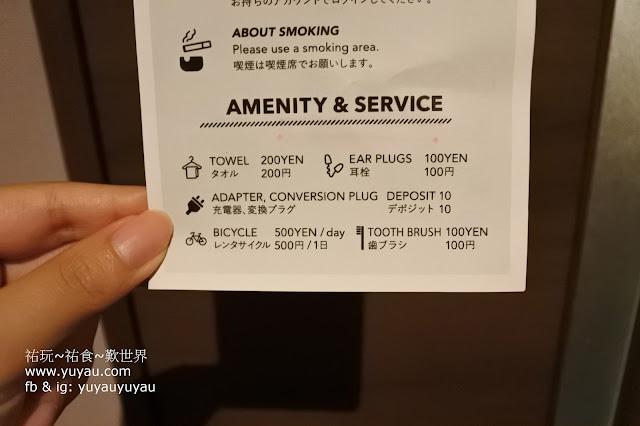 お持ちのアカウントでログインしてください。
ABOUT SMOKING
Please use a smoking area.
喫煙は喫煙席でお願いします。
AMENITY & SERVICE
TOWEL 200YEN
タオル 200円
EAR PLUGS 100YEN
耳栓 100円
ADAPTER, CONVERSION PLUG DEPOSIT 10
充電器、変換プラグ デポジット 10
BICYCLE 500YEN / day
レンタサイクル 500円 / 1日
TOOTH BRUSH 100YEN
歯ブラシ 100円
祐玩~祐食~歎世界
www.yuyau.com
fb & ig: yuyauyuyau